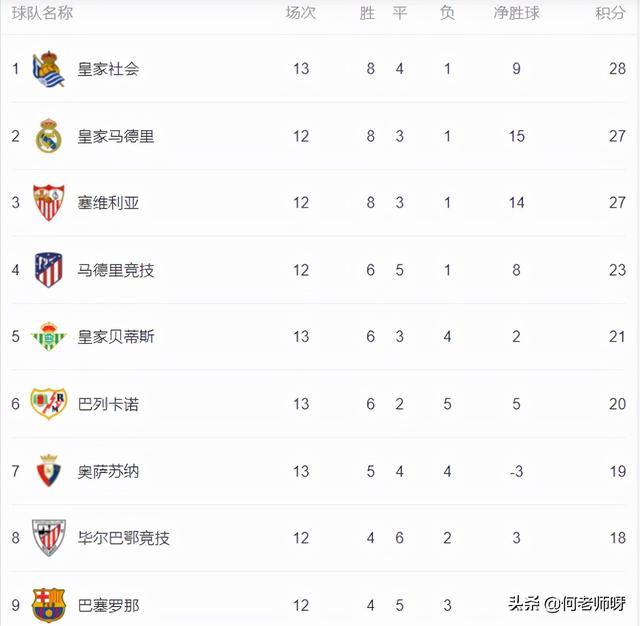 球队名称 场次 胜 平 负 净胜球 积分
1 皇家社会 13 8 4 1 9 28
2 皇家马德里 12 8 3 1 15 27
3 塞维利亚 12 8 3 1 14 27
4 马德里竞技 12 6 5 1 8 23
5 皇家贝蒂斯 13 6 3 4 2 21
6 巴列卡诺 13 6 2 5 5 20
7 奥萨苏纳 13 5 4 4 -3 19
8 毕尔巴鄂竞技 12 4 6 2 3 18
9 巴塞罗那 12 4 5 3
头条 @何老师呀